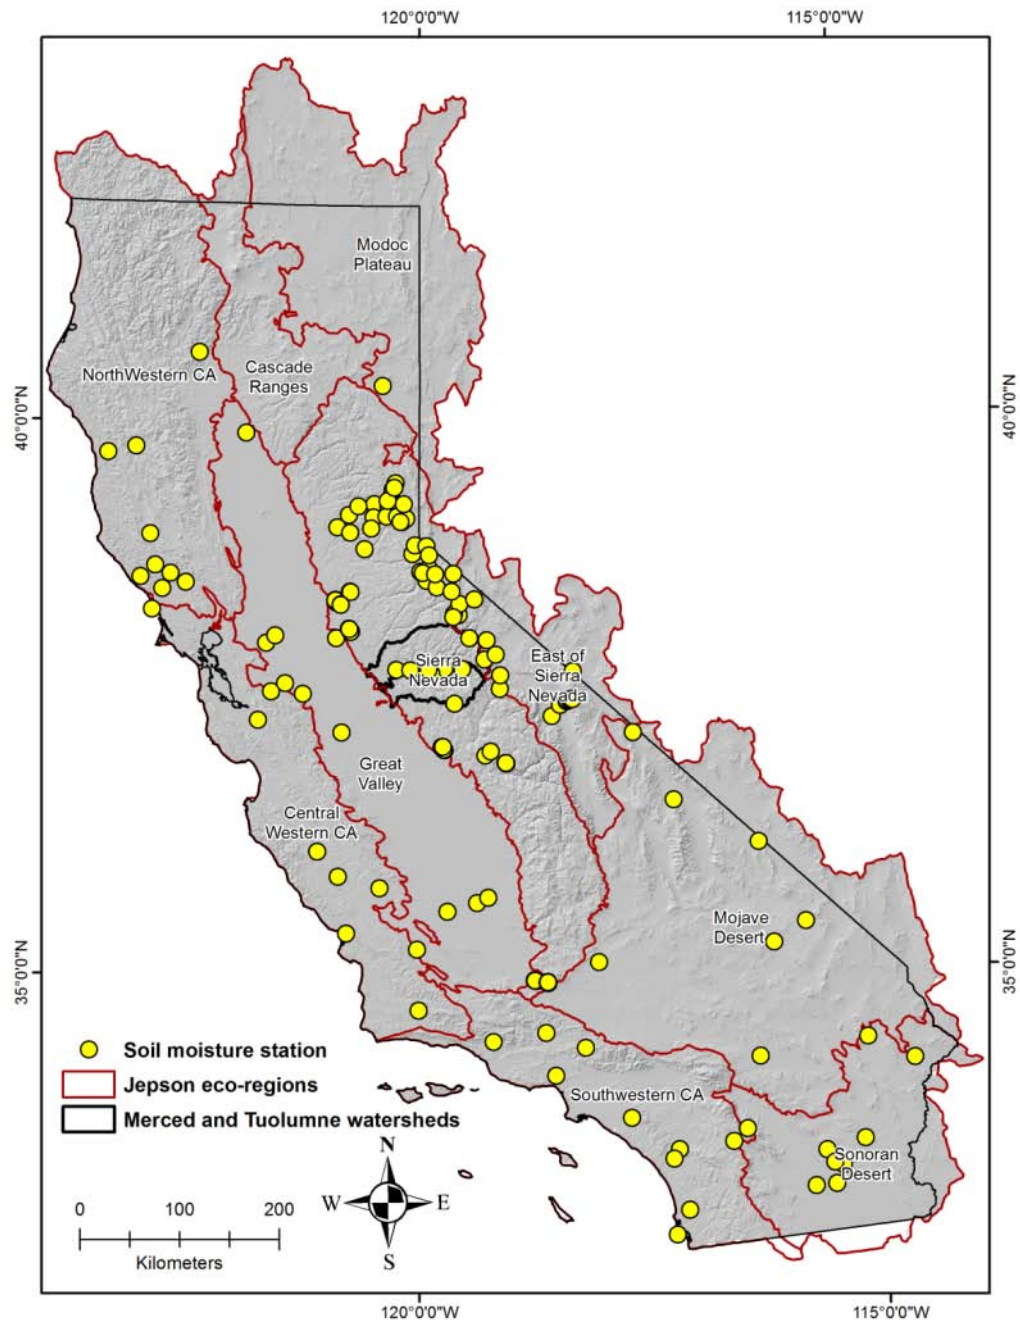 120°0'0"W
115°0'0"W
Modoc
Plateau
NorthWestern CA
Cascade
Ranges
40°0'0"N
40°0'0"N
Sierra
Nevada
East of
Sierra
Nevada
Great
Valley
Central
Western CA
Mojave
Desert
35°0'0"N
35°0'0"N
Soil moisture station
Jepson eco-regions
Merced and Tuolumne watersheds
Southwestern CA
Sonoran
Desert
N
W
E
S
0
100
200
Kilometers
120°0'0"W
115°0'0"W